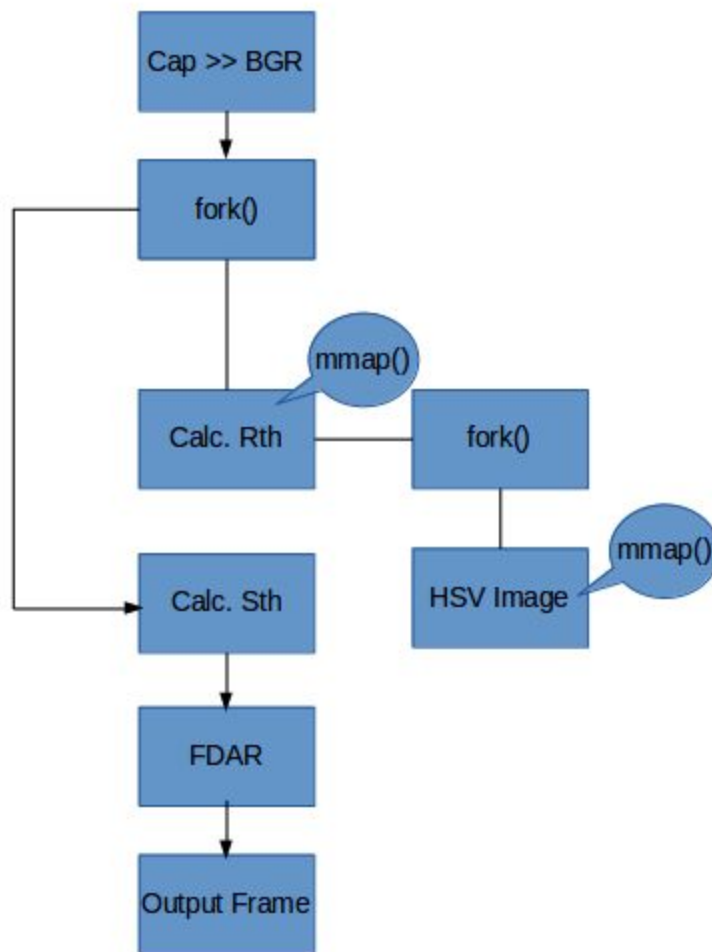 Cap >> BGR
fork()
mmap()
Calc. Rth
fork()
mmap()
HSV Image
Calc. Sth
FDAR
Output Frame